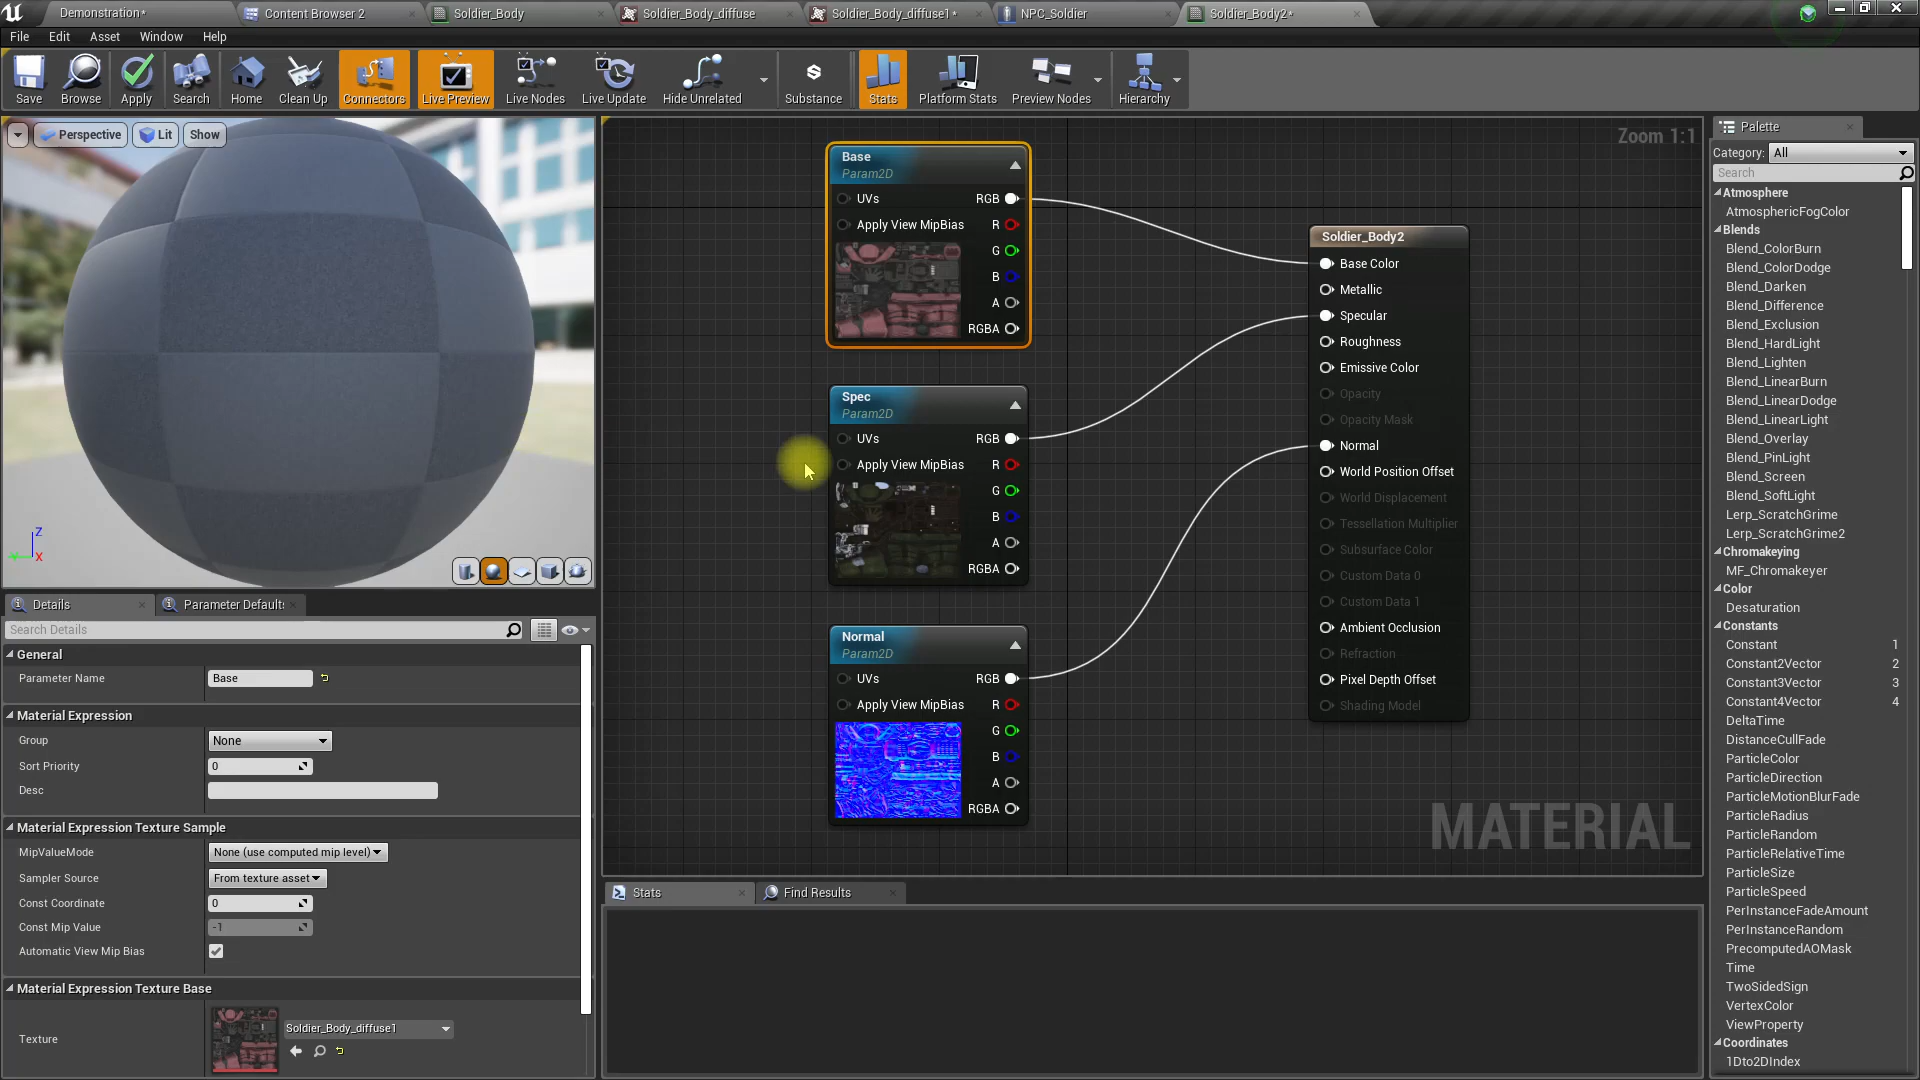 Demonstration*
Content Browser 2
Soldier_Body
Soldier_Body_diffuse
Soldier_Body_diffuse1*
NPC_Soldier
Soldier_Body2*
File Edit Asset Window Help
Save Browse Apply Search Home Clean Up Connectors Live Preview Live Nodes Live Update Hide Unrelated Substance Stats Platform Stats Preview Nodes Hierarchy
Perspective Lit Show
Z
X
Details
Parameter Defaults
Search Details
General
Parameter Name Base
Material Expression
Group None
Sort Priority 0
Desc
Material Expression Texture Sample
MipValueMode None (use computed mip level)
Sampler Source From texture asset
Const Coordinate 0
Const Mip Value -1
Automatic View Mip Bias
Material Expression Texture Base
Texture
Soldier_Body_diffuse1
Zoom 1:1
Base
Param2D
UVs RGB
Apply View MipBias R
G
B
A
RGBA
Spec
Param2D
UVs RGB
Apply View MipBias R
G
B
A
RGBA
Normal
Param2D
UVs RGB
Apply View MipBias R
G
B
A
RGBA
Soldier_Body2
Base Color
Metallic
Specular
Roughness
Emissive Color
Opacity
Opacity Mask
Normal
World Position Offset
World Displacement
Tessellation Multiplier
Subsurface Color
Custom Data 0
Custom Data 1
Ambient Occlusion
Refraction
Pixel Depth Offset
Shading Model
MATERIAL
Stats
Find Results
Palette
Category: All
Search
Atmosphere
AtmosphericFogColor
Blends
Blend_ColorBurn
Blend_ColorDodge
Blend_Darken
Blend_Difference
Blend_Exclusion
Blend_HardLight
Blend_Lighten
Blend_LinearBurn
Blend_LinearDodge
Blend_LinearLight
Blend_Overlay
Blend_PinLight
Blend_Screen
Blend_SoftLight
Lerp_ScratchGrime
Lerp_ScratchGrime2
Chromakeying
MF_Chromakeyer
Color
Desaturation
Constants
Constant 1
Constant2Vector 2
Constant3Vector 3
Constant4Vector 4
DeltaTime
DistanceCullFade
ParticleColor
ParticleDirection
ParticleMotionBlurFade
ParticleRadius
ParticleRandom
ParticleRelativeTime
ParticleSize
ParticleSpeed
PerInstanceFadeAmount
PerInstanceRandom
PrecomputedAOMask
Time
TwoSidedSign
VertexColor
ViewProperty
Coordinates
1Dto2DIndex